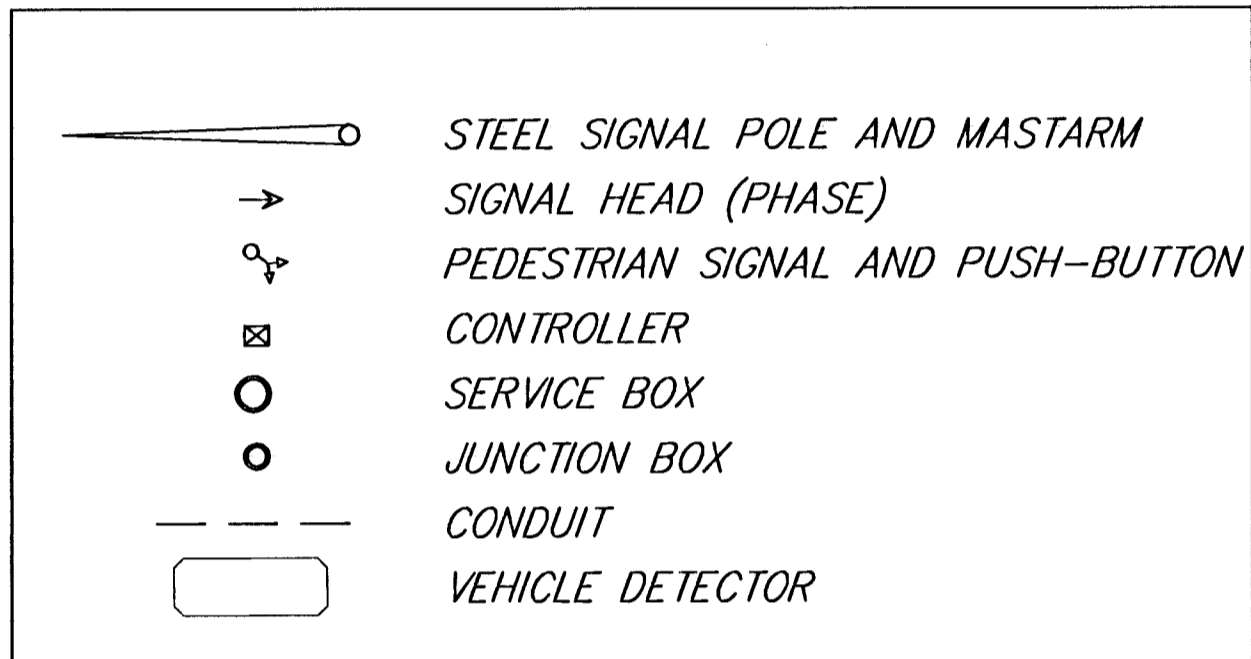 STEEL SIGNAL POLE AND MASTARM
SIGNAL HEAD (PHASE)
PEDESTRIAN SIGNAL AND PUSH-BUTTON
CONTROLLER
SERVICE BOX
JUNCTION BOX
CONDUIT
VEHICLE DETECTOR